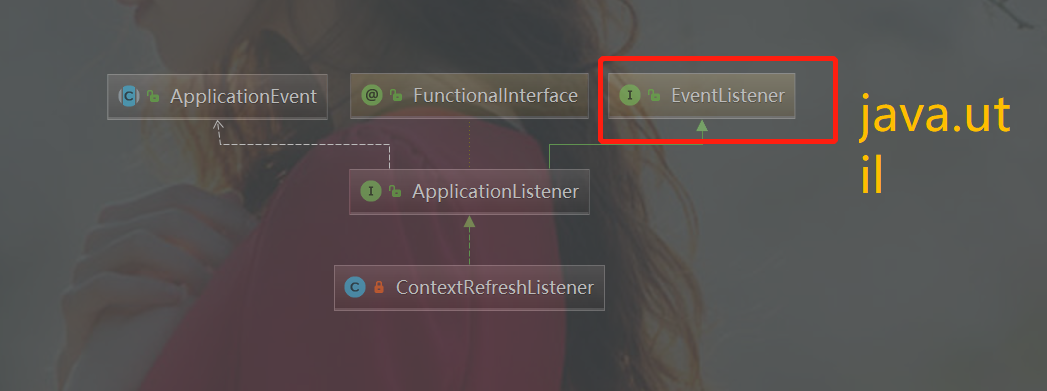 ApplicationEvent
FunctionalInterface
EventListener
java.ut
il
ApplicationListener
ContextRefreshListener